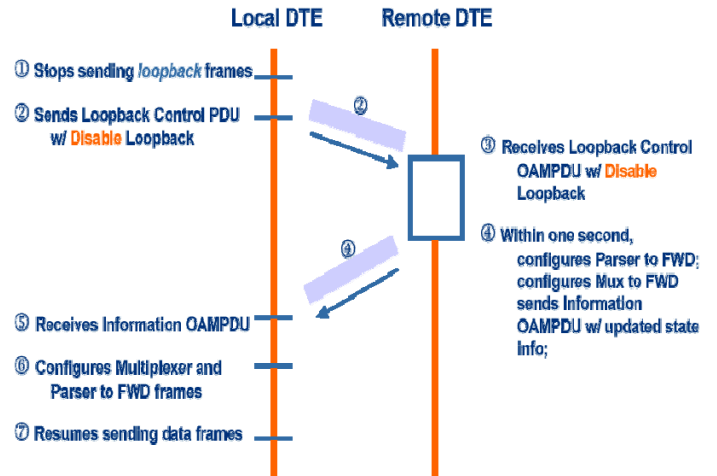 Local DTE
Remote DTE
① Stops sending loopback frames
② Sends Loopback Control PDU
w/ Disable Loopback
②
③ Receives Loopback Control
OAMPDU w/ Disable
Loopback
④ Within one second,
configures Parser to FWD;
configures Mux to FWD
sends Information
OAMPDU w/ updated state
info;
④
⑤ Receives Information OAMPDU
⑥ Configures Multiplexer and
Parser to FWD frames
⑦ Resumes sending data frames